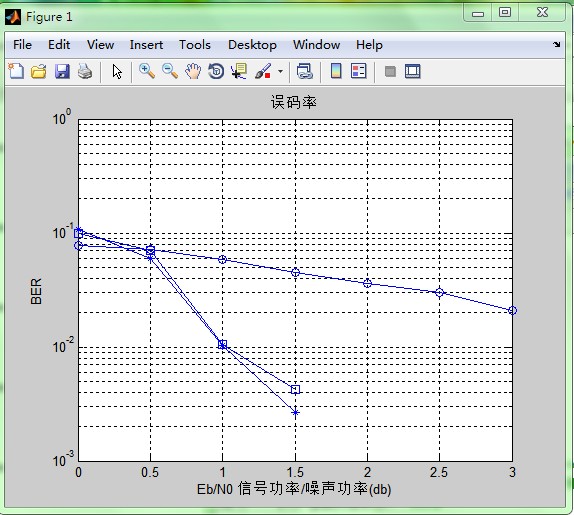 Figure 1
File Edit View Insert Tools Desktop Window Help
误码率
10^0
10^-1
10^-2
10^-3
BER
0 0.5 1 1.5 2 2.5 3
Eb/N0 信号功率/噪声功率(db)